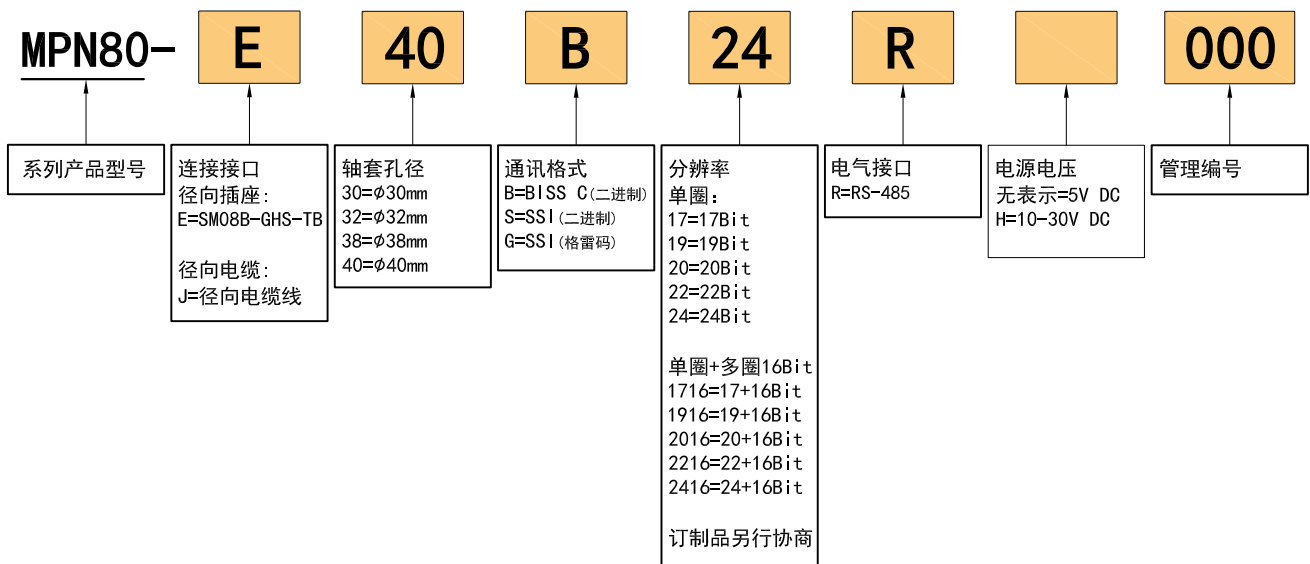 MPN80- E 40 B 24 R 000
系列产品型号
连接接口
径向插座:
E=SM08B-GHS-TB
径向电缆:
J=径向电缆线
轴套孔径
30=ø30mm
32=ø32mm
38=ø38mm
40=ø40mm
通讯格式
B=BISS C(二进制)
S=SSI(二进制)
G=SSI(格雷码)
分辨率
单圈:
17=17Bit
19=19Bit
20=20Bit
22=22Bit
24=24Bit
单圈+多圈16Bit
1716=17+16Bit
1916=19+16Bit
2016=20+16Bit
2216=22+16Bit
2416=24+16Bit
订制品另行协商
电气接口
R=RS-485
电源电压
无表示=5V DC
H=10-30V DC
管理编号